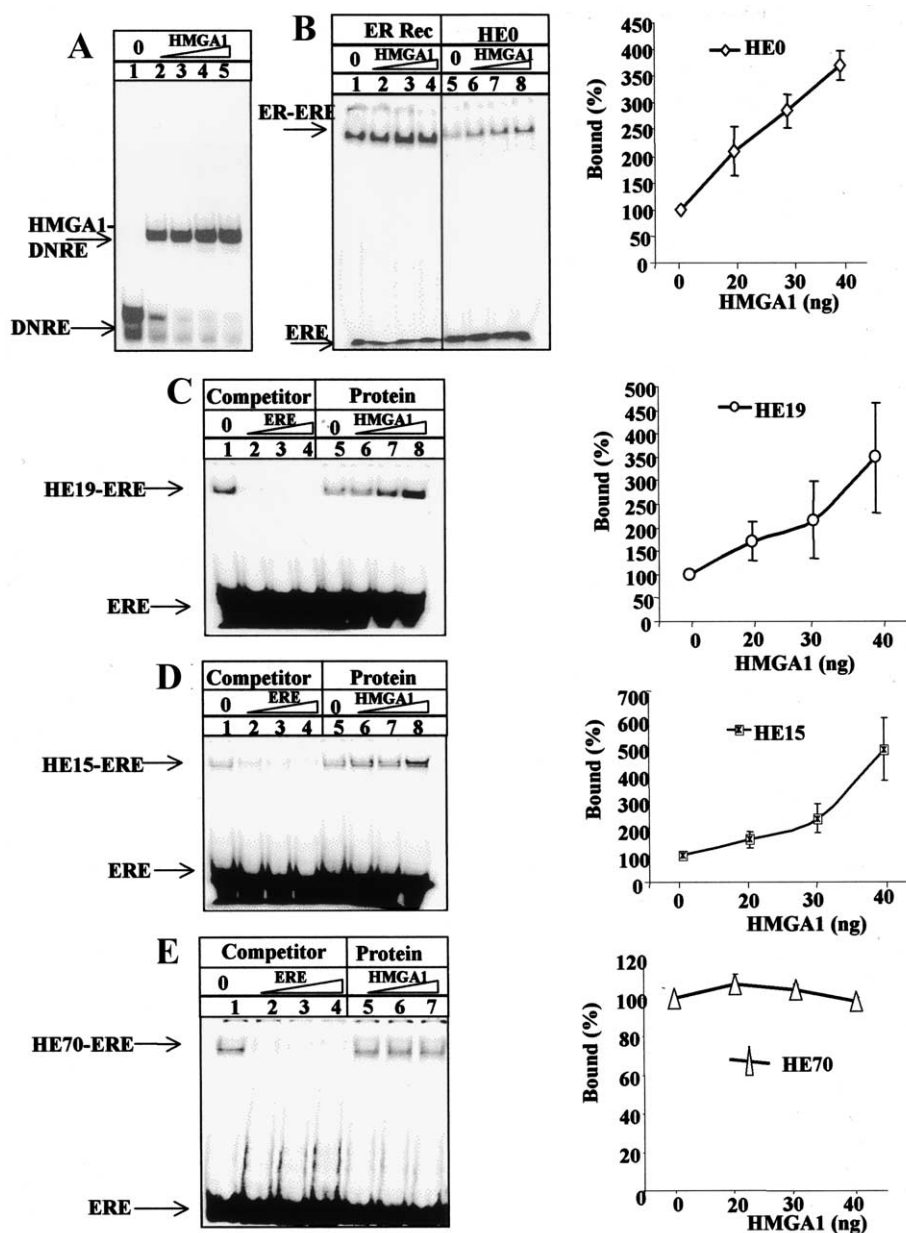 A
0 HMGA1
1 2 3 4 5
HMGA1-
DNRE
DNRE
B
ER Rec HE0
0 HMGA1 0 HMGA1
1 2 3 4 5 6 7 8
ER-ERE
ERE
HE0
Bound (%)
450
400
350
300
250
200
150
100
50
0
0 20 30 40
HMGA1 (ng)
C
Competitor Protein
0 ERE 0 HMGA1
1 2 3 4 5 6 7 8
HE19-ERE
ERE
HE19
Bound (%)
500
450
400
350
300
250
200
150
100
50
0
0 20 30 40
HMGA1 (ng)
D
Competitor Protein
0 ERE 0 HMGA1
1 2 3 4 5 6 7 8
HE15-ERE
ERE
HE15
Bound (%)
700
600
500
400
300
200
100
0
0 20 30 40
HMGA1 (ng)
E
Competitor Protein
0 ERE HMGA1
1 2 3 4 5 6 7
HE70-ERE
ERE
HE70
Bound (%)
120
100
80
60
40
20
0
0 20 30 40
HMGA1 (ng)